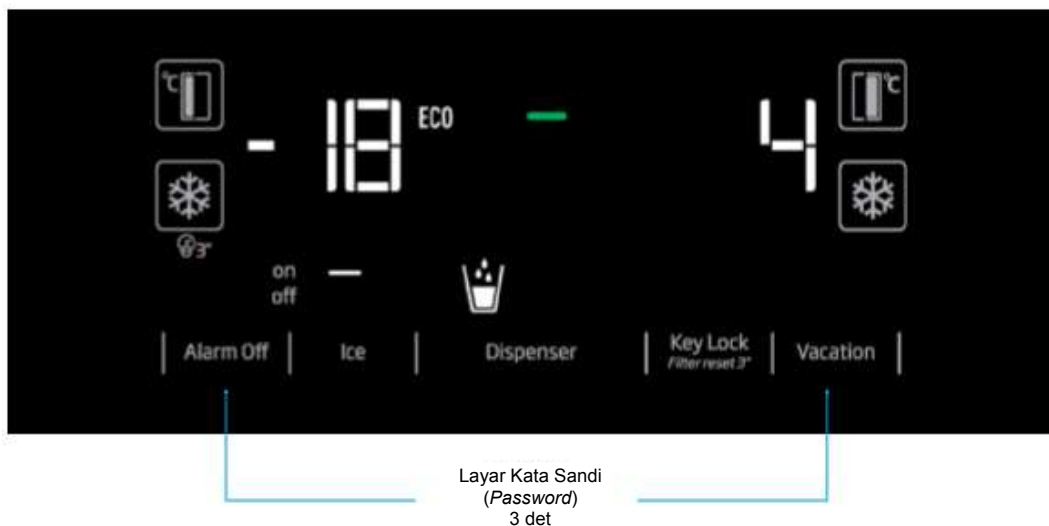 °C
°C
- 18 ECO
4
3"
on
off
Alarm Off
Ice
Dispenser
Key Lock
Filter reset 3"
Vacation
Layar Kata Sandi
(Password)
3 det